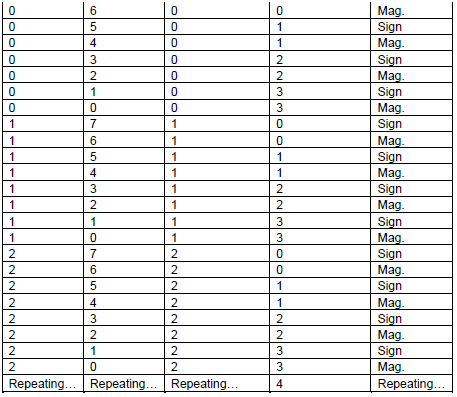 0 6 0 0 Mag.
0 5 0 1 Sign
0 4 0 1 Mag.
0 3 0 2 Sign
0 2 0 2 Mag.
0 1 0 3 Sign
0 0 0 3 Mag.
1 7 1 0 Sign
1 6 1 0 Mag.
1 5 1 1 Sign
1 4 1 1 Mag.
1 3 1 2 Sign
1 2 1 2 Mag.
1 1 1 3 Sign
1 0 1 3 Mag.
2 7 2 0 Sign
2 6 2 0 Mag.
2 5 2 1 Sign
2 4 2 1 Mag.
2 3 2 2 Sign
2 2 2 2 Mag.
2 1 2 3 Sign
2 0 2 3 Mag.
Repeating… Repeating… Repeating… 4 Repeating…